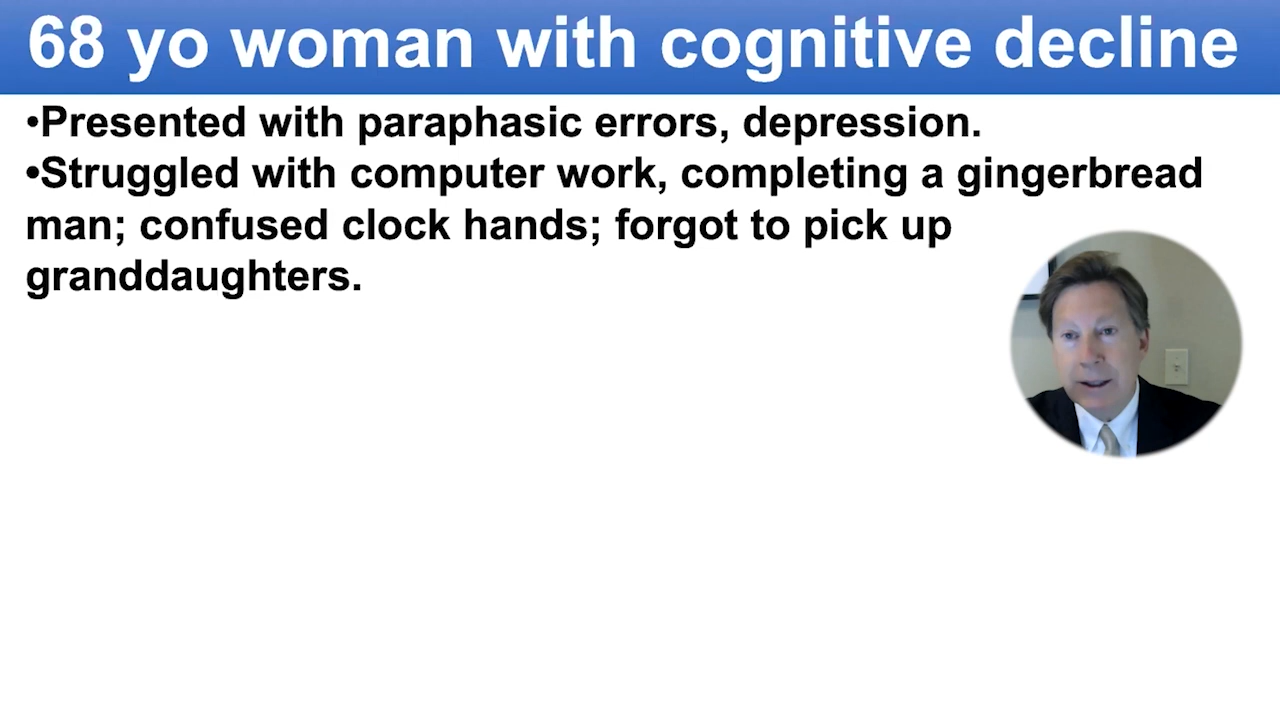 68 yo woman with cognitive decline
•Presented with paraphasic errors, depression.
•Struggled with computer work, completing a gingerbread
man; confused clock hands; forgot to pick up
granddaughters.